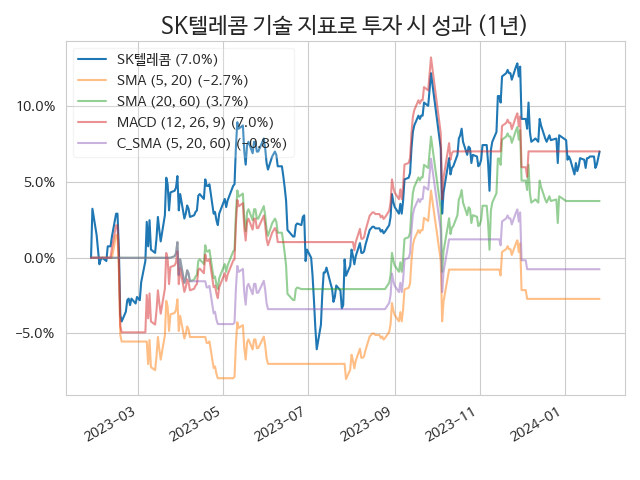 SK텔레콤 기술 지표로 투자 시 성과 (1년)
SK텔레콤 (7.0%)
SMA (5, 20) (−2.7%)
SMA (20, 60) (3.7%)
MACD (12, 26, 9) (7.0%)
C_SMA (5, 20, 60) (−0.8%)
10.0%
5.0%
0.0%
−5.0%
2023−03
2023−05
2023−07
2023−09
2023−11
2024−01